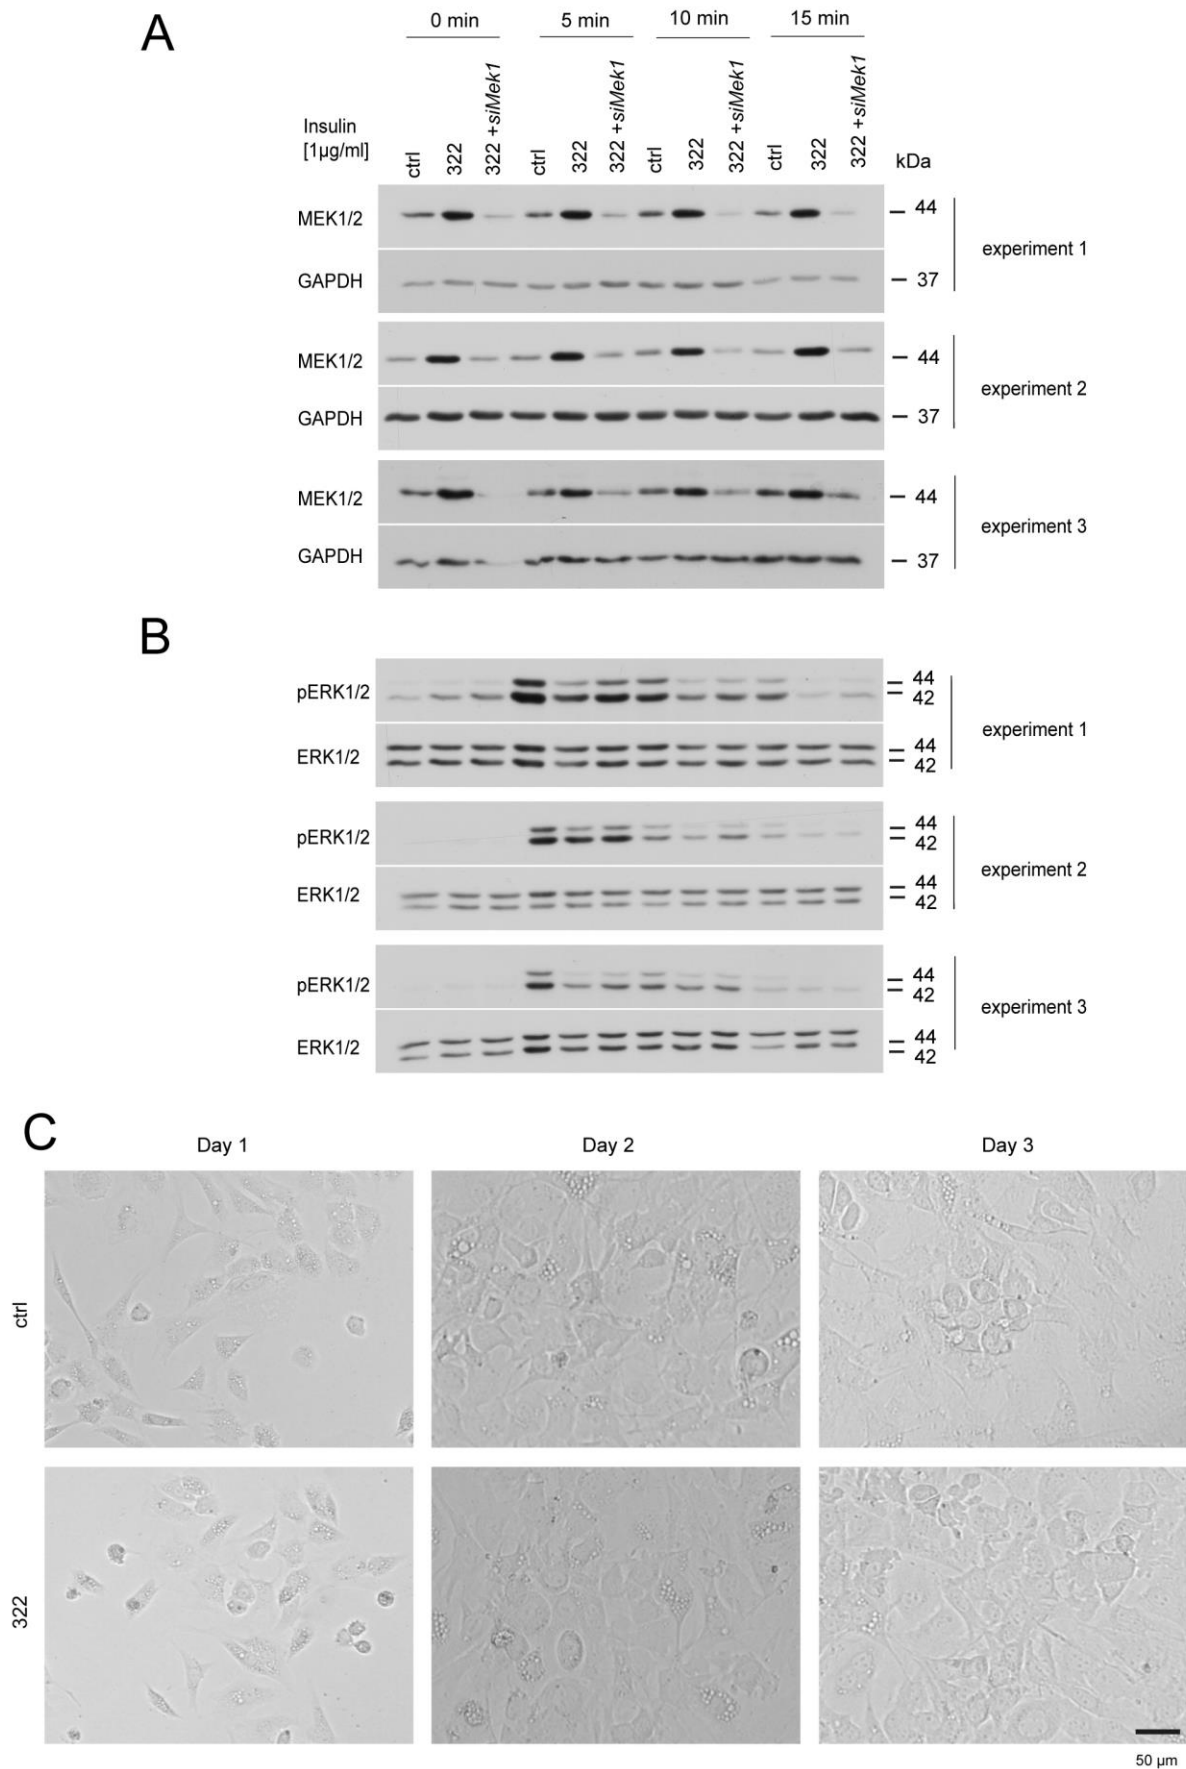 A
0 min 5 min 10 min 15 min
Insulin
[1µg/ml]
ctrl 322 322 +siMek1 ctrl 322 322 +siMek1 ctrl 322 322 +siMek1 ctrl 322 322 +siMek1
kDa
MEK1/2 44
experiment 1
GAPDH 37
MEK1/2 44
experiment 2
GAPDH 37
MEK1/2 44
experiment 3
GAPDH 37
B
pERK1/2 44
42
experiment 1
ERK1/2 44
42
pERK1/2 44
42
experiment 2
ERK1/2 44
42
pERK1/2 44
42
experiment 3
ERK1/2 44
42
C
Day 1 Day 2 Day 3
ctrl
322
50 µm